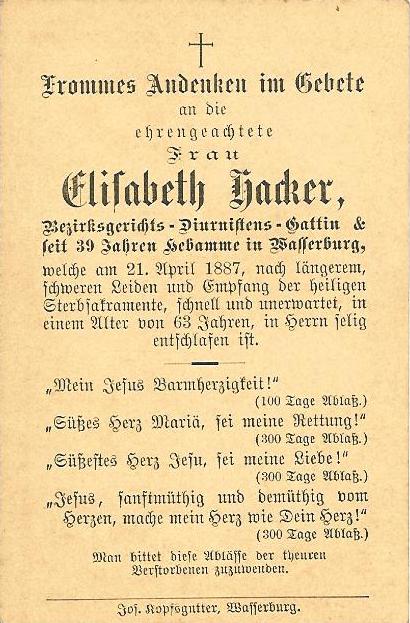 Frommes Andenken im Gebete
an die
ehrengeachtete
Frau
Elisabeth Hacker,
Bezirksgerichts-Diurnistens-Gattin &
seit 39 Jahren Hebamme in Wasserburg,
welche am 21. April 1887, nach längerem,
schweren Leiden und Empfang der heiligen
Sterbsakramente, schnell und unerwartet, in
einem Alter von 63 Jahren, in Herrn selig
entschlafen ist.
„Mein Jesus Barmherzigkeit!“
(100 Tage Ablaß.)
„Süßes Herz Mariä, sei meine Rettung!“
(300 Tage Ablaß.)
„Süßestes Herz Jesu, sei meine Liebe!“
(300 Tage Ablaß.)
„Jesus, sanftmüthig und demüthig vom
Herzen, mache mein Herz wie Dein Herz!“
(300 Tage Ablaß.)
Man bittet diese Abläße der theuren
Verstorbenen zuzuwenden.
Jos. Kopfsgutter, Wasserburg.